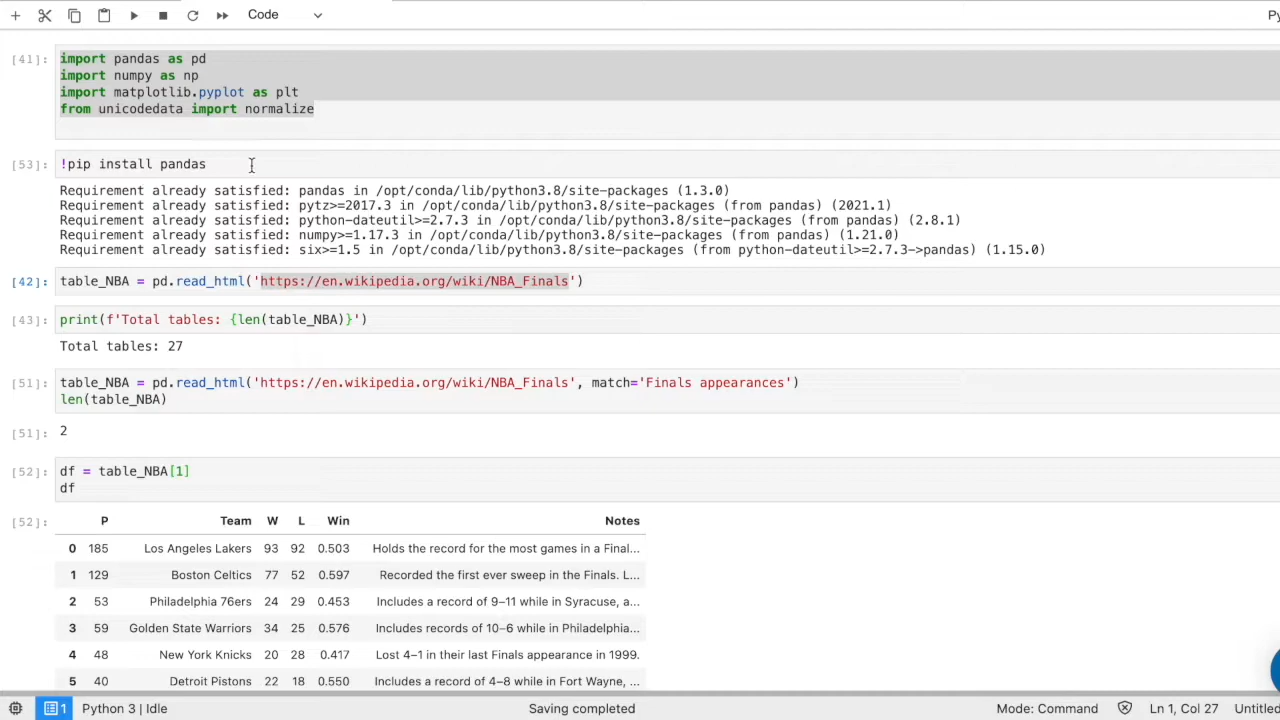 Code
Py
[41]:
import pandas as pd
import numpy as np
import matplotlib.pyplot as plt
from unicodedata import normalize
[53]:
!pip install pandas
Requirement already satisfied: pandas in /opt/conda/lib/python3.8/site-packages (1.3.0)
Requirement already satisfied: pytz>=2017.3 in /opt/conda/lib/python3.8/site-packages (from pandas) (2021.1)
Requirement already satisfied: python-dateutil>=2.7.3 in /opt/conda/lib/python3.8/site-packages (from pandas) (2.8.1)
Requirement already satisfied: numpy>=1.17.3 in /opt/conda/lib/python3.8/site-packages (from pandas) (1.21.0)
Requirement already satisfied: six>=1.5 in /opt/conda/lib/python3.8/site-packages (from python-dateutil>=2.7.3->pandas) (1.15.0)
[42]: table_NBA = pd.read_html('https://en.wikipedia.org/wiki/NBA_Finals')
[43]: print(f'Total tables: {len(table_NBA)}')
Total tables: 27
[51]: table_NBA = pd.read_html('https://en.wikipedia.org/wiki/NBA_Finals', match='Finals appearances')
len(table_NBA)
[51]: 2
[52]: df = table_NBA[1]
df
[52]: P Team W L Win Notes
0 185 Los Angeles Lakers 93 92 0.503 Holds the record for the most games in a Final...
1 129 Boston Celtics 77 52 0.597 Recorded the first ever sweep in the Finals. L...
2 53 Philadelphia 76ers 24 29 0.453 Includes a record of 9–11 while in Syracuse, a...
3 59 Golden State Warriors 34 25 0.576 Includes records of 10–6 while in Philadelphia...
4 48 New York Knicks 20 28 0.417 Lost 4–1 in their last Finals appearance in 1999.
5 40 Detroit Pistons 22 18 0.550 Includes a record of 4–8 while in Fort Wayne, ...
1 Python 3 | Idle Saving completed Mode: Command Ln 1, Col 27 Untitled